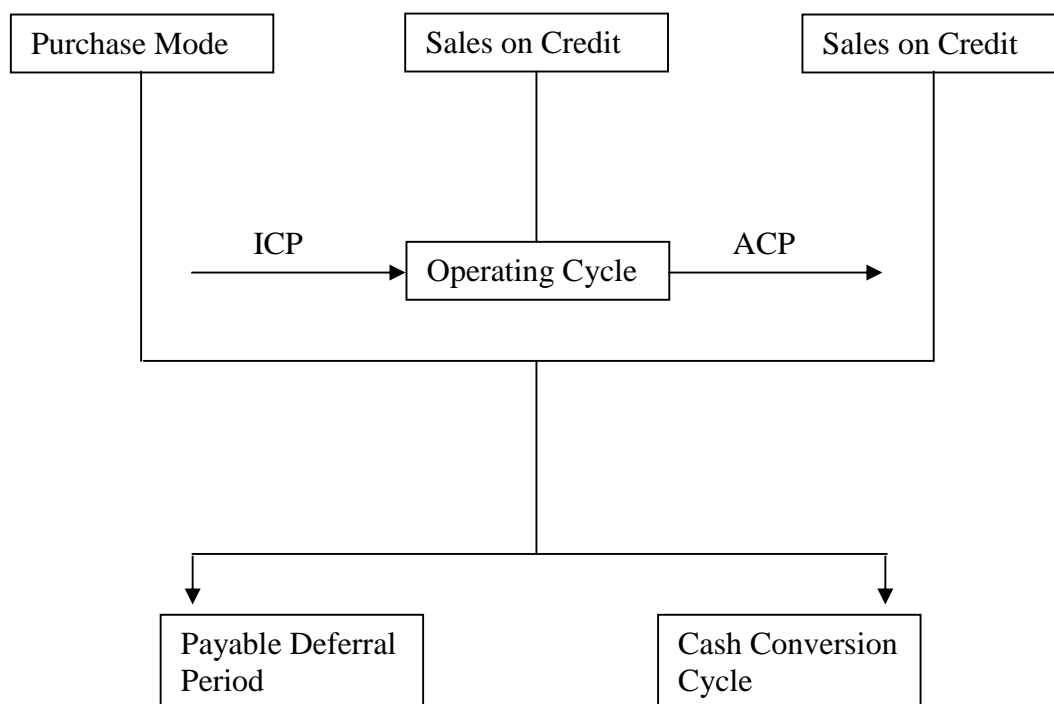 Purchase Mode
Sales on Credit
Sales on Credit
ICP
Operating Cycle
ACP
Payable Deferral
Period
Cash Conversion
Cycle